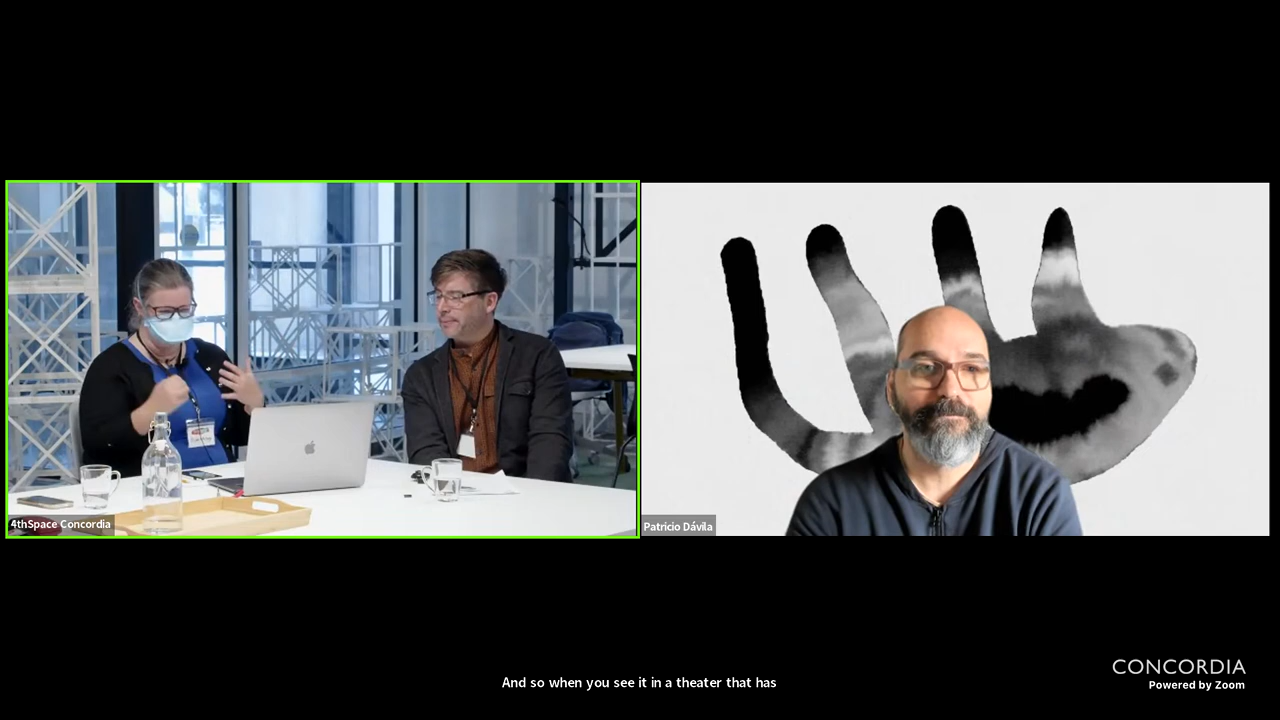 4thSpace Concordia
Patricio Dávila
And so when you see it in a theater that has
CONCORDIA
Powered by Zoom